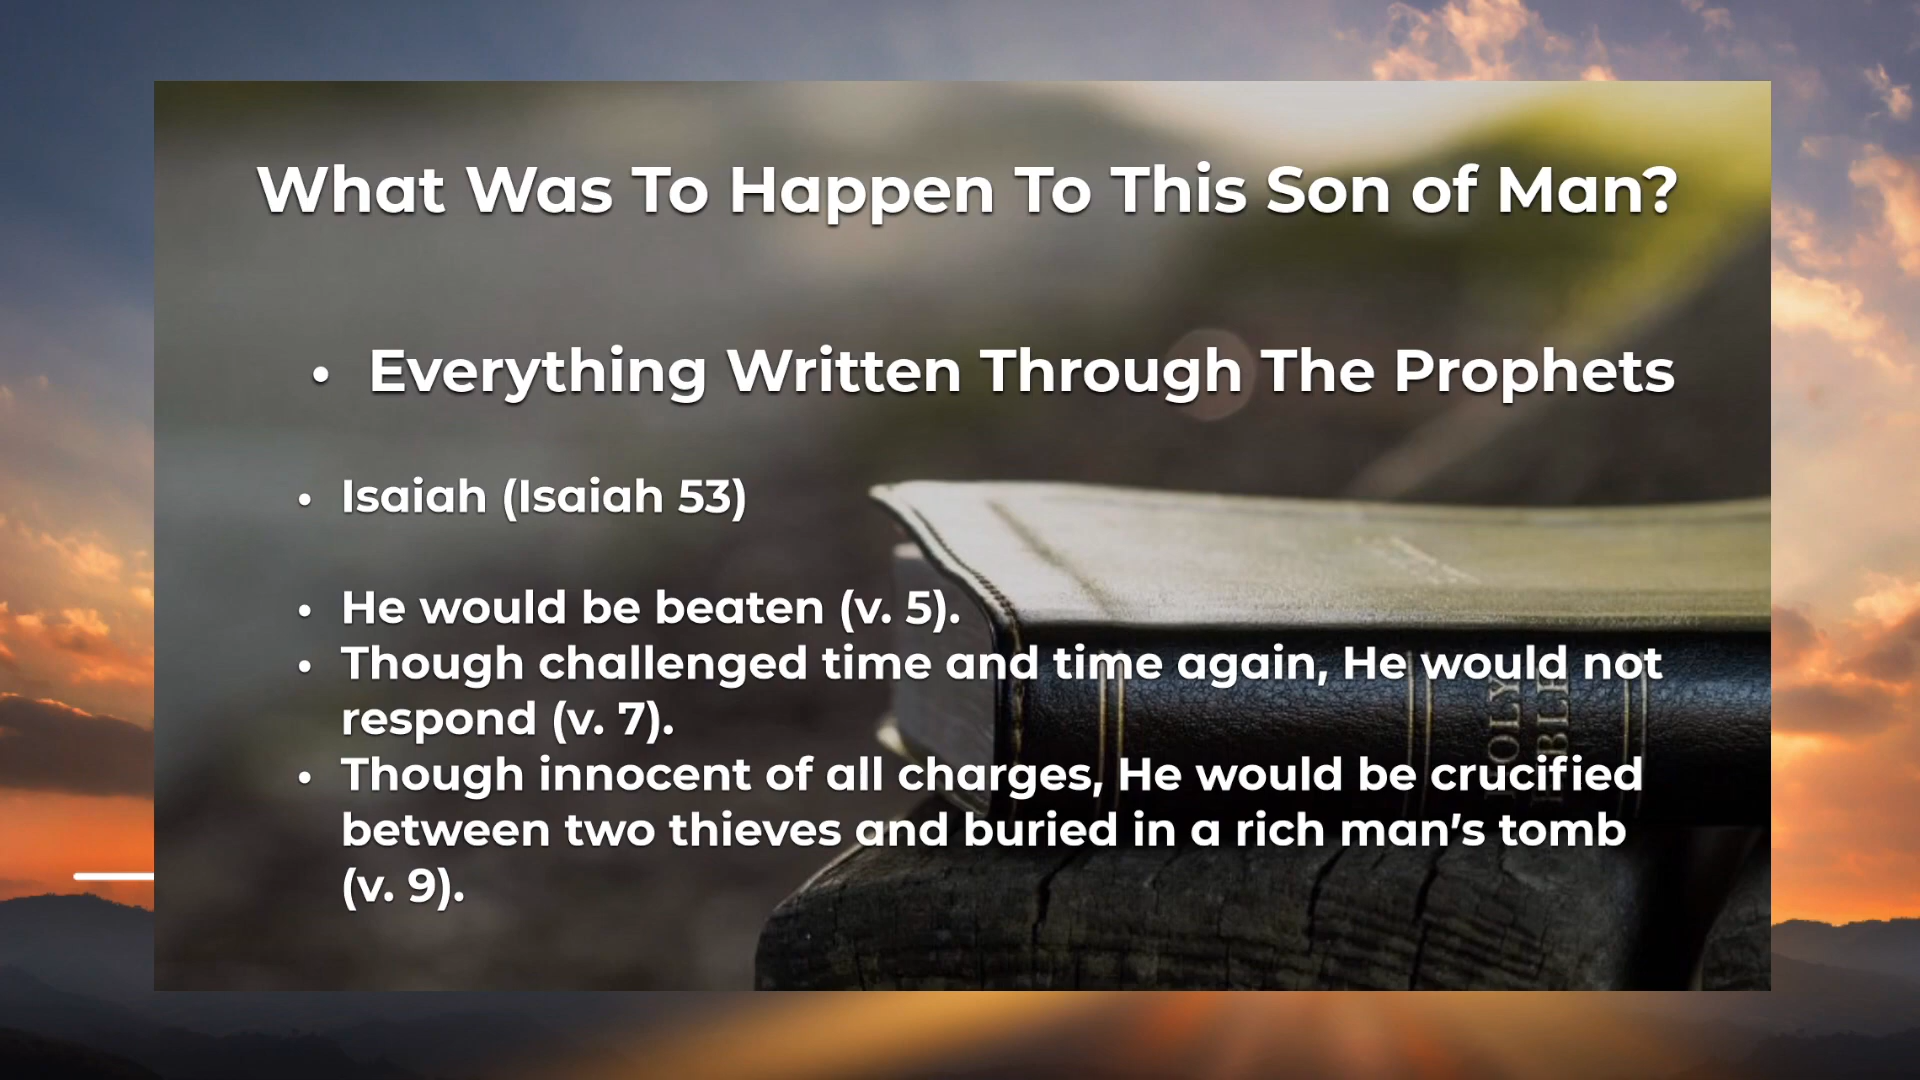 What Was To Happen To This Son of Man?
• Everything Written Through The Prophets
• Isaiah (Isaiah 53)
• He would be beaten (v. 5).
• Though challenged time and time again, He would not
respond (v. 7).
• Though innocent of all charges, He would be crucified
between two thieves and buried in a rich man’s tomb
(v. 9).